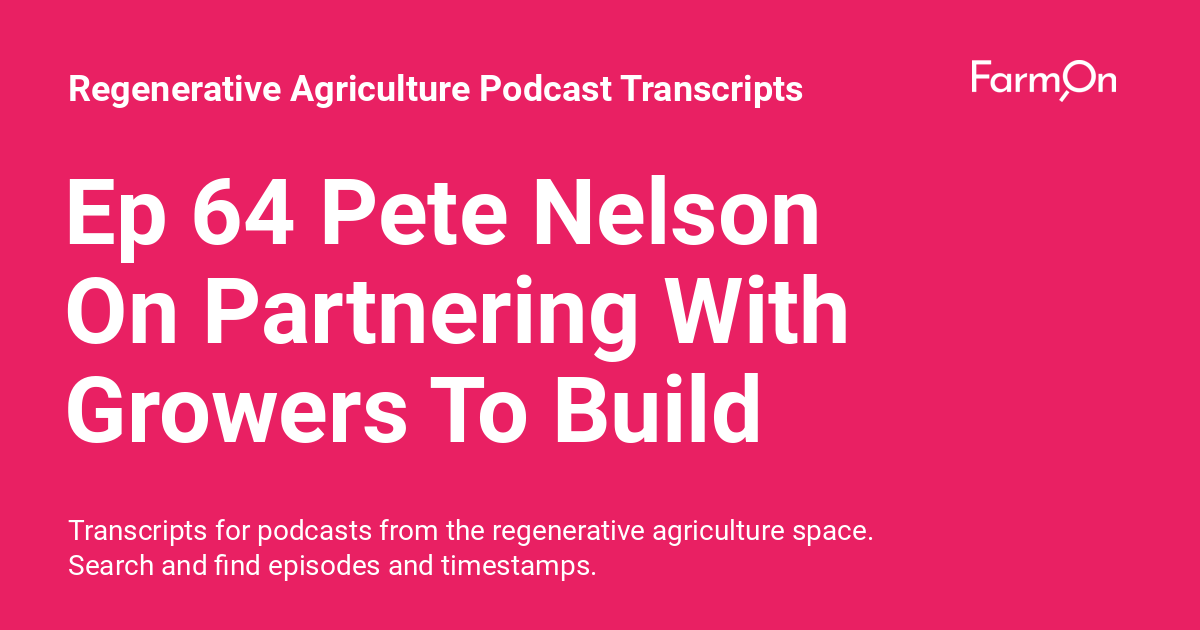 Regenerative Agriculture Podcast Transcripts
FarmOn
Ep 64 Pete Nelson
On Partnering With
Growers To Build
Transcripts for podcasts from the regenerative agriculture space.
Search and find episodes and timestamps.